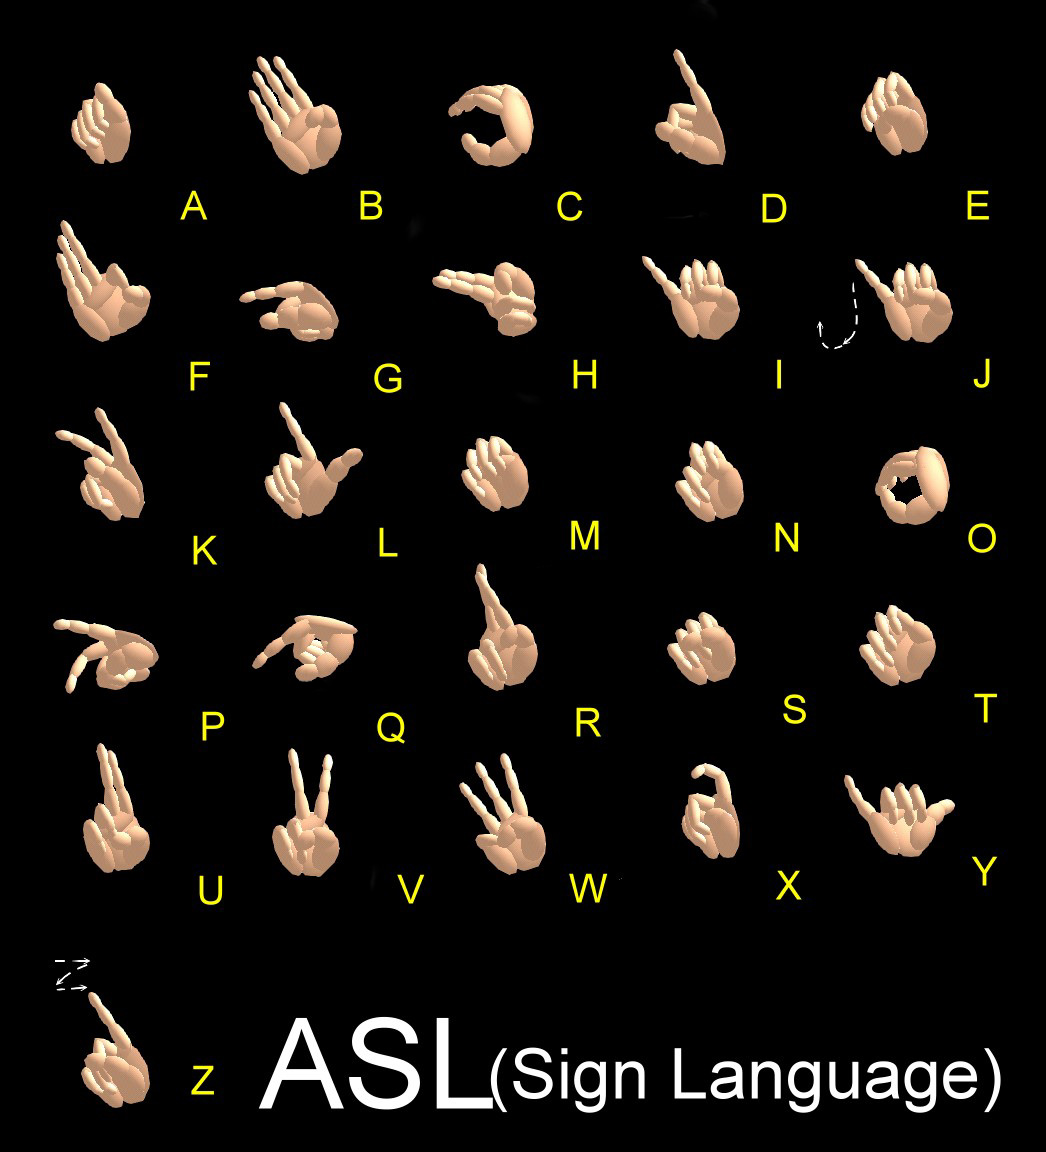 A B C D E
F G H I J
K L M N O
P Q R S T
U V W X Y
Z ASL(Sign Language)